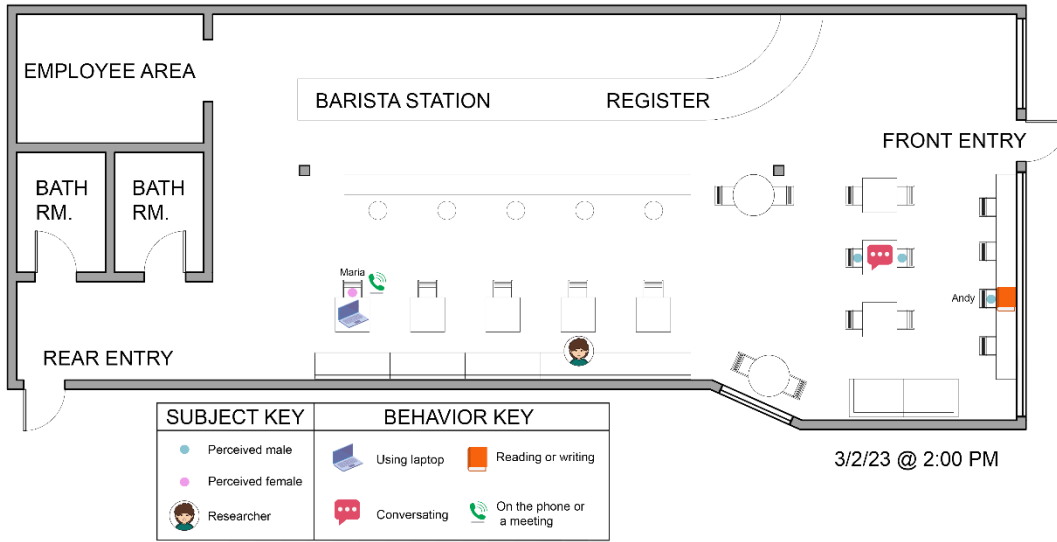 EMPLOYEE AREA
BARISTA STATION
REGISTER
FRONT ENTRY
BATH
RM.
BATH
RM.
Maria
Andy
REAR ENTRY
3/2/23 @ 2:00 PM
SUBJECT KEY
Perceived male
Perceived female
Researcher
BEHAVIOR KEY
Using laptop
Reading or writing
Conversating
On the phone or
a meeting